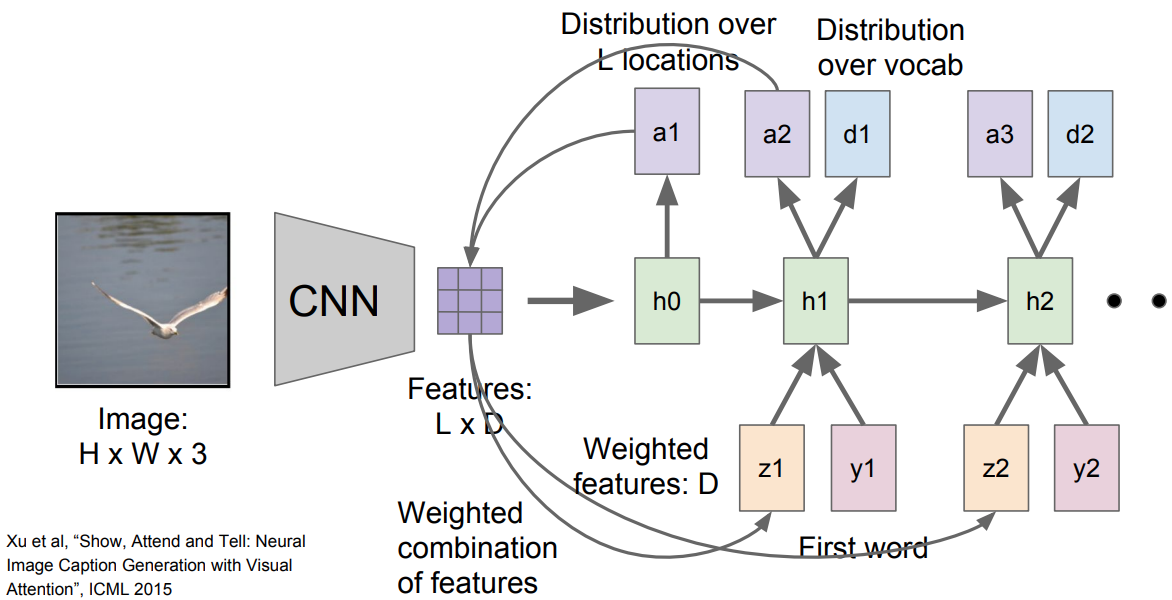 Distribution over
L locations
Distribution
over vocab
a1
a2
d1
a3
d2
CNN
h0
h1
h2
Image:
H x W x 3
Features:
L x D
Weighted
features: D
z1
y1
z2
y2
Weighted
combination
of features
First word
Xu et al, “Show, Attend and Tell: Neural
Image Caption Generation with Visual
Attention”, ICML 2015